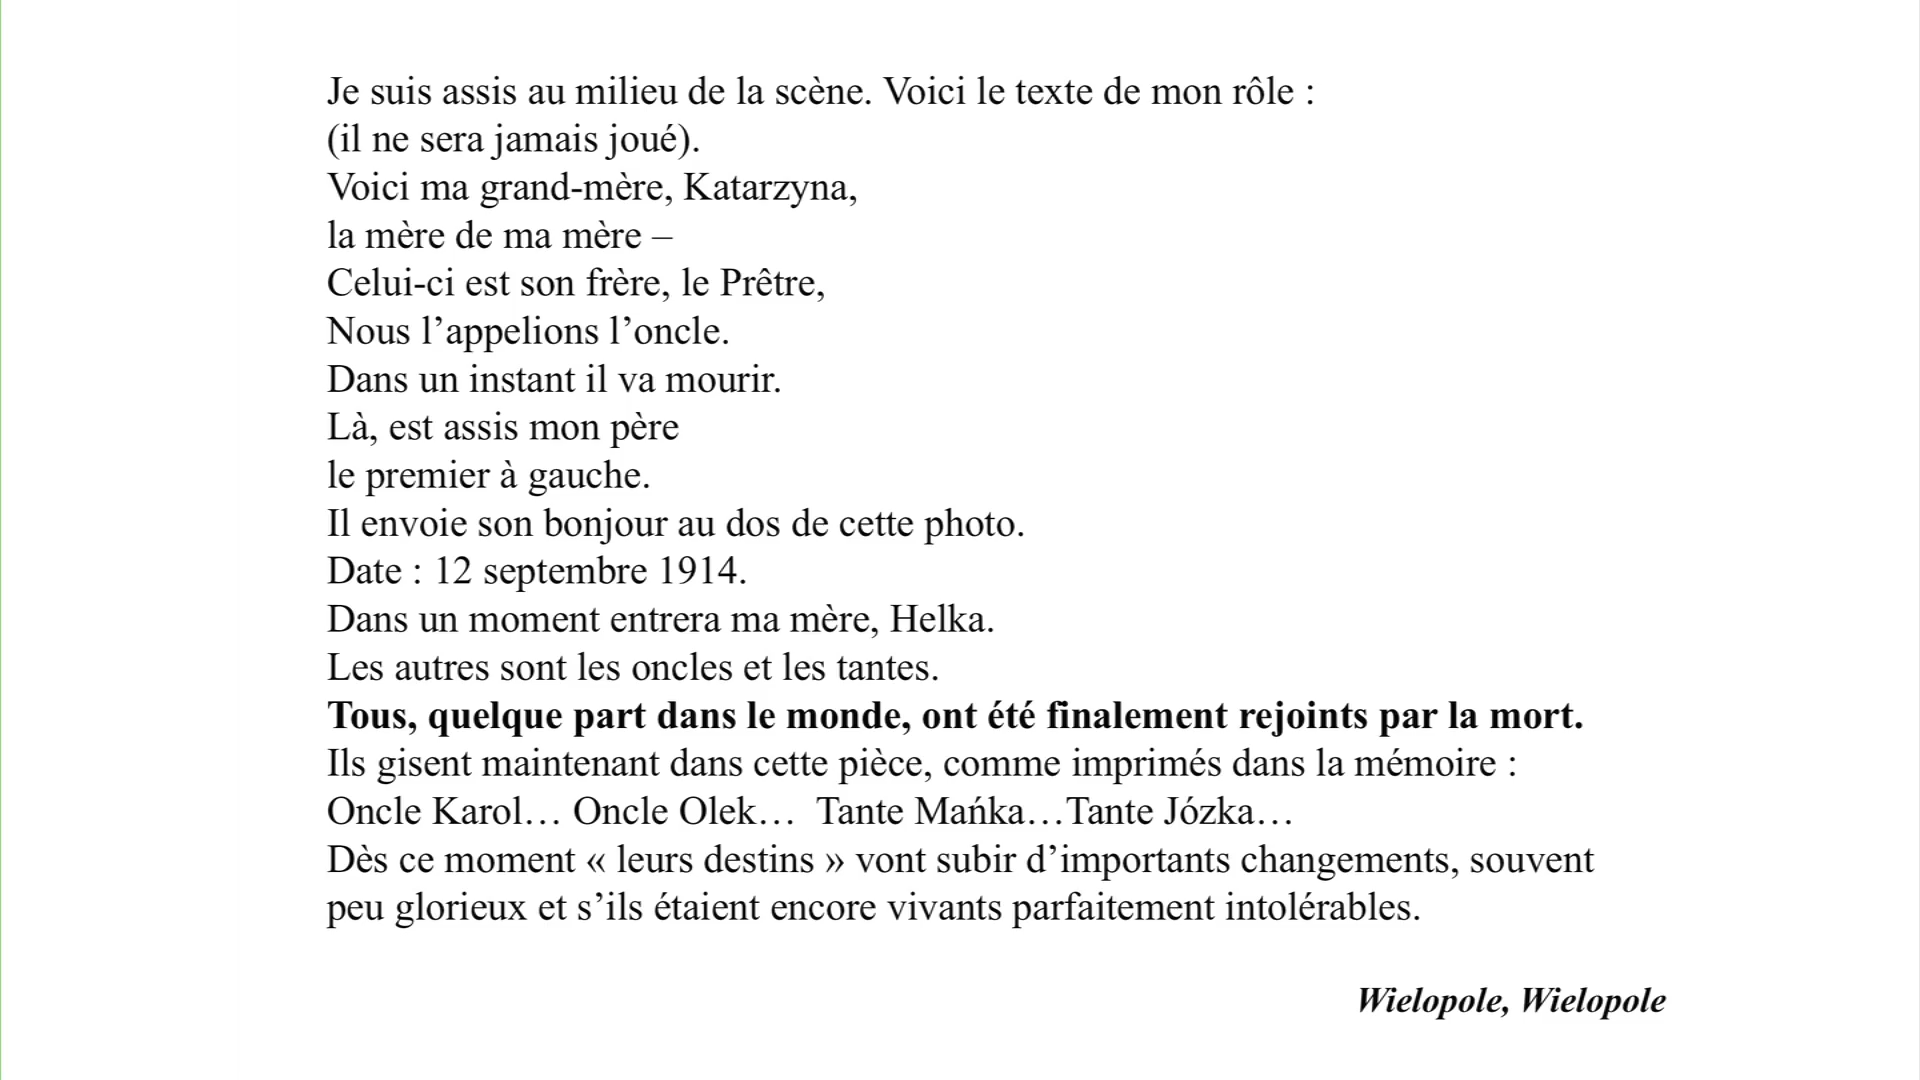 Je suis assis au milieu de la scène. Voici le texte de mon rôle :
(il ne sera jamais joué).
Voici ma grand-mère, Katarzyna,
la mère de ma mère –
Celui-ci est son frère, le Prêtre,
Nous l’appelions l’oncle.
Dans un instant il va mourir.
Là, est assis mon père
le premier à gauche.
Il envoie son bonjour au dos de cette photo.
Date : 12 septembre 1914.
Dans un moment entrera ma mère, Helka.
Les autres sont les oncles et les tantes.
Tous, quelque part dans le monde, ont été finalement rejoints par la mort.
Ils gisent maintenant dans cette pièce, comme imprimés dans la mémoire :
Oncle Karol… Oncle Olek…  Tante Mańka…Tante Józka…
Dès ce moment « leurs destins » vont subir d’importants changements, souvent
peu glorieux et s’ils étaient encore vivants parfaitement intolérables.
Wielopole, Wielopole